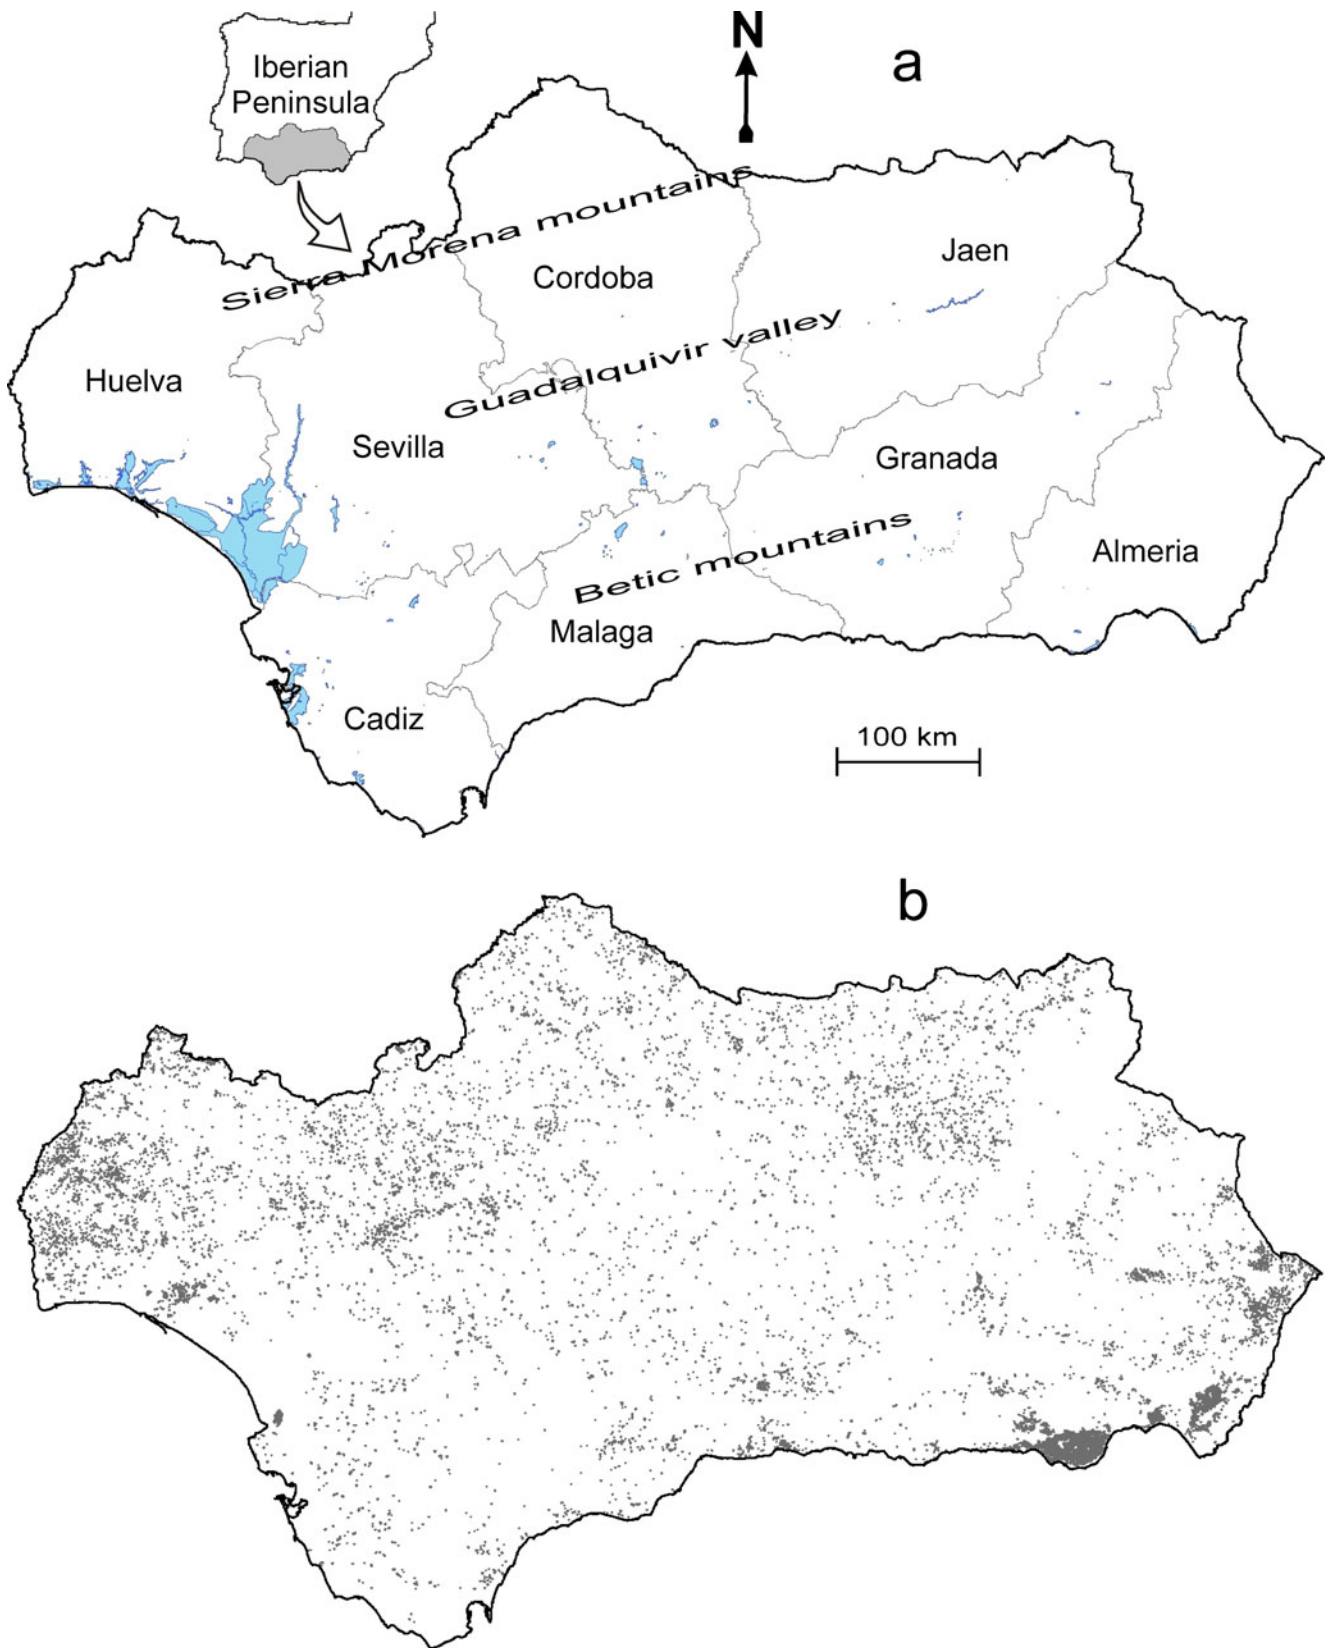 N
a
Iberian
Peninsula
Sierra Morena mountains
Cordoba
Jaen
Guadalquivir valley
Huelva
Sevilla
Granada
Betic mountains
Almeria
Malaga
Cadiz
100 km
b